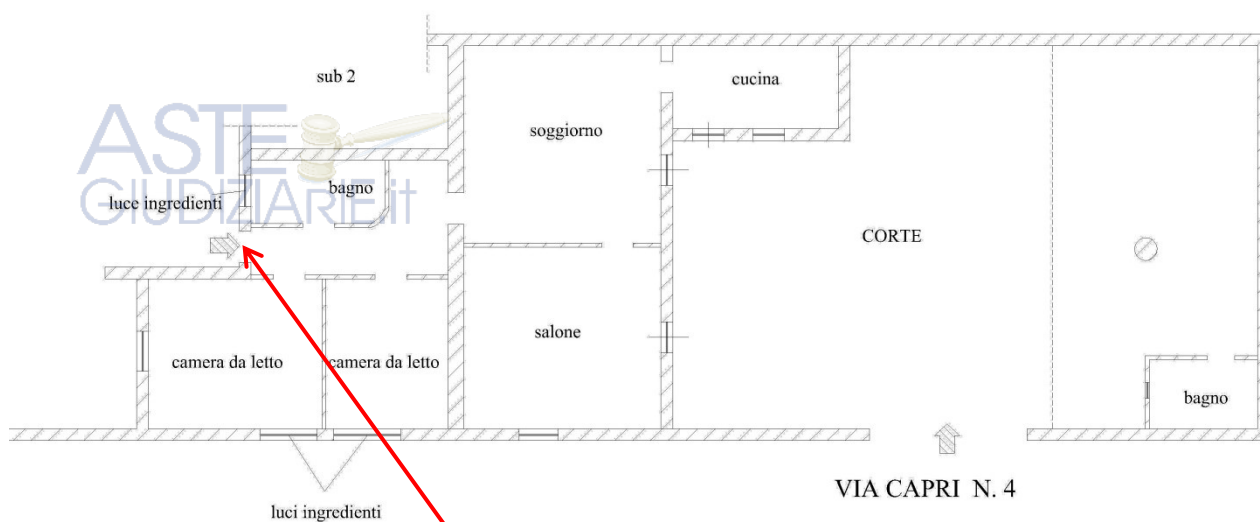 sub 2
cucina
soggiorno
ASTE
GIUDIZIARIE.it
bagno
luce ingredienti
CORTE
salone
camera da letto
camera da letto
bagno
VIA CAPRI N. 4
luci ingredienti